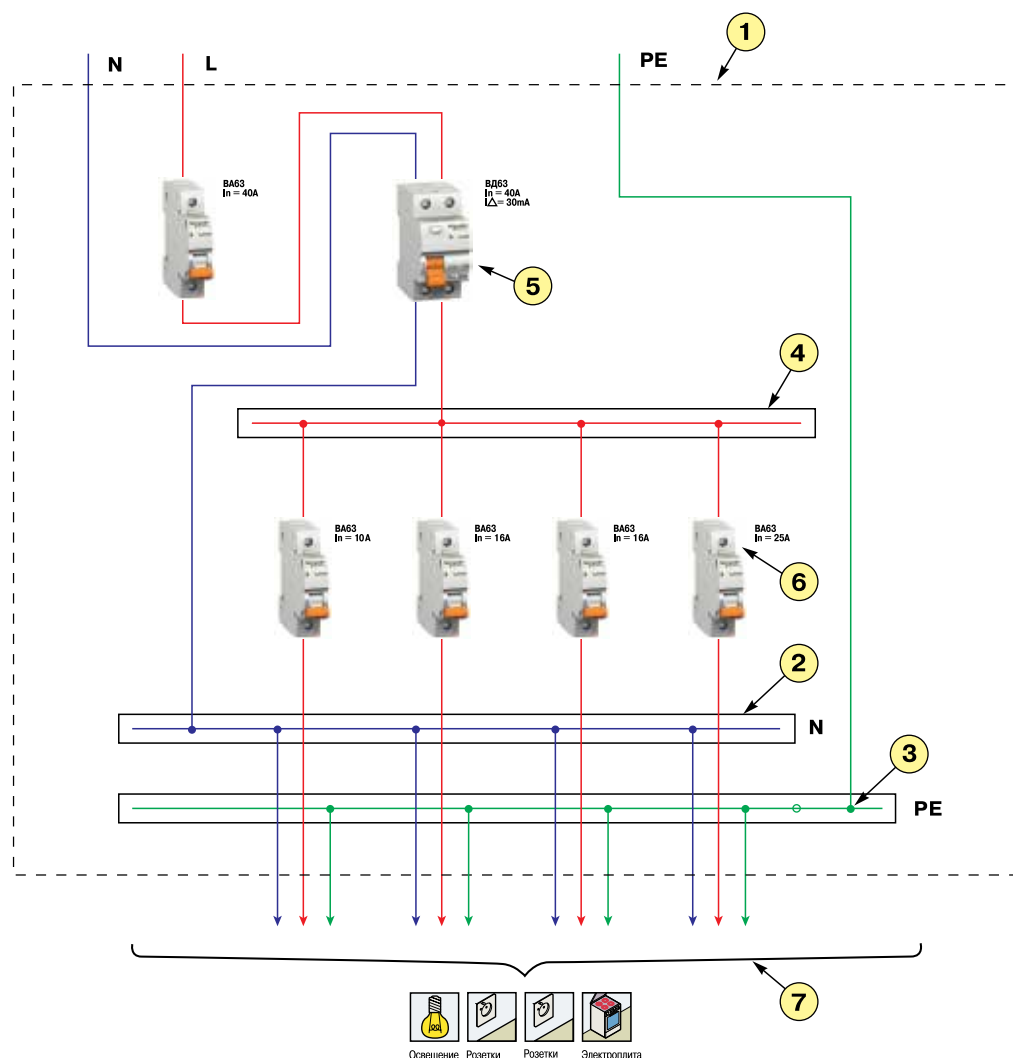 1
N L PE
ВА63
In = 40A
ВД63
In = 40A
I△= 30mA
5
4
ВА63
In = 10A
ВА63
In = 16A
ВА63
In = 16A
ВА63
In = 25A
6
2
N
3
PE
7
Освещение Розетки Розетки Электроплита